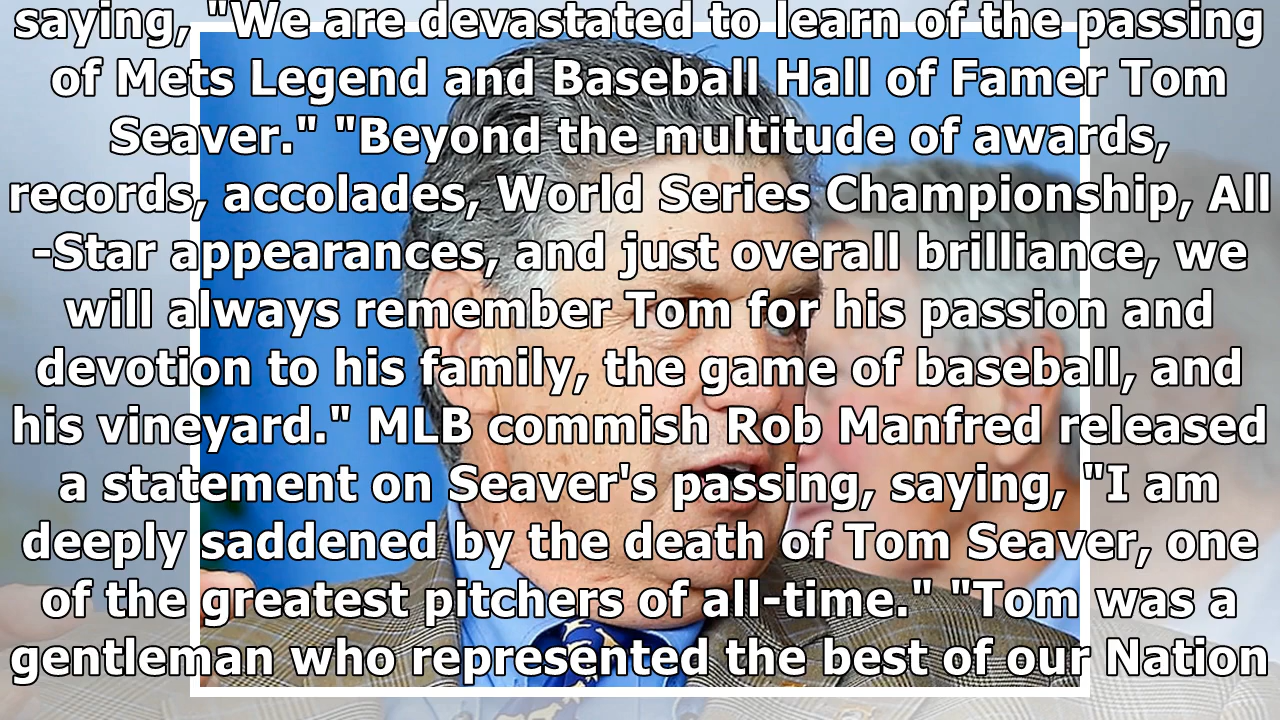 saying, "We are devastated to learn of the passing
of Mets Legend and Baseball Hall of Famer Tom
Seaver." "Beyond the multitude of awards,
records, accolades, World Series Championship, All
-Star appearances, and just overall brilliance, we
will always remember Tom for his passion and
devotion to his family, the game of baseball, and
his vineyard." MLB commish Rob Manfred released
a statement on Seaver's passing, saying, "I am
deeply saddened by the death of Tom Seaver, one
of the greatest pitchers of all-time." "Tom was a
gentleman who represented the best of our Nation